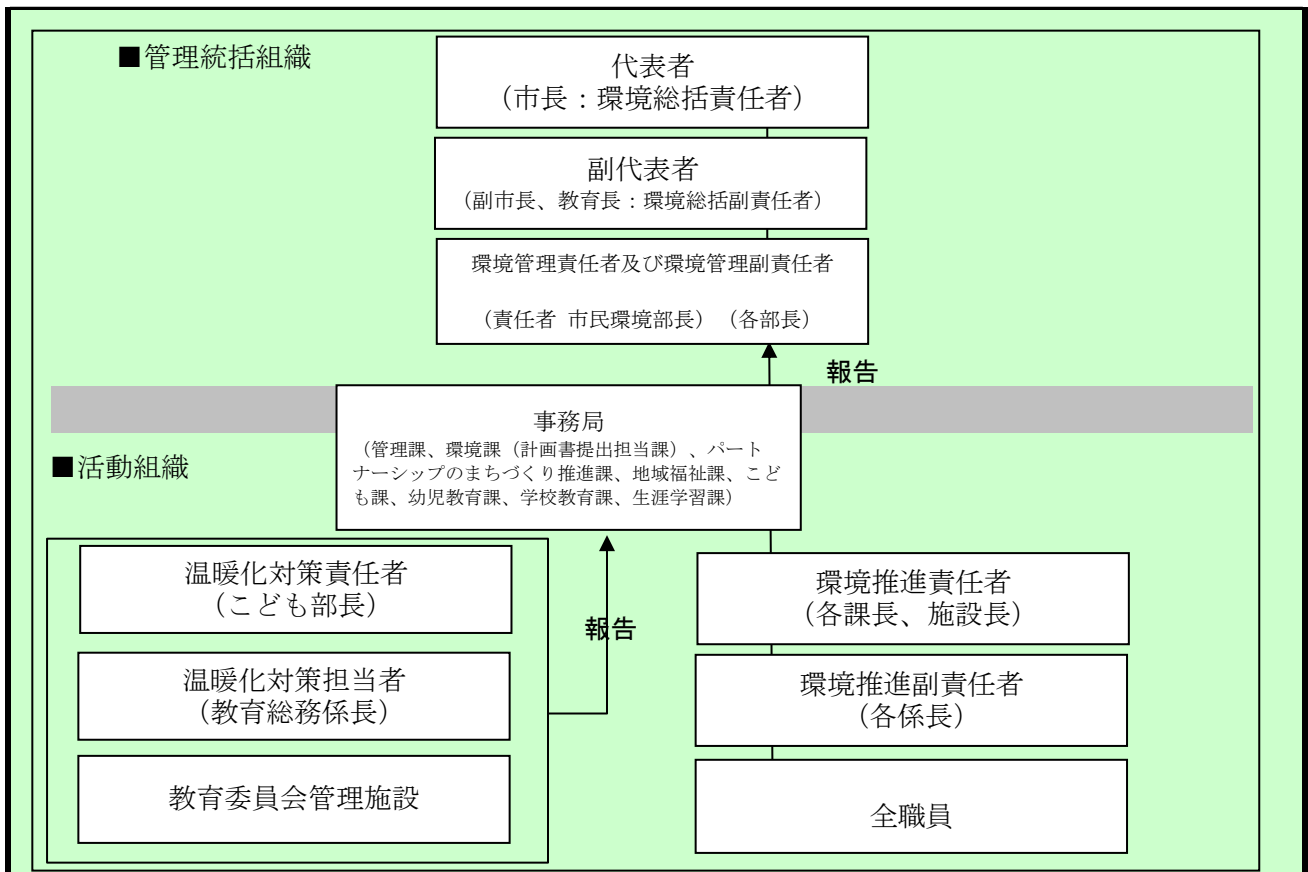 ■管理統括組織
代表者
（市長：環境総括責任者）
副代表者
（副市長、教育長：環境総括副責任者）
環境管理責任者及び環境管理副責任者
（責任者 市民環境部長）（各部長）
報告
事務局
（管理課、環境課（計画書提出担当課）、パート
ナーシップのまちづくり推進課、地域福祉課、こど
も課、幼児教育課、学校教育課、生涯学習課）
■活動組織
温暖化対策責任者
（こども部長）
温暖化対策担当者
（教育総務係長）
教育委員会管理施設
報告
環境推進責任者
（各課長、施設長）
環境推進副責任者
（各係長）
全職員